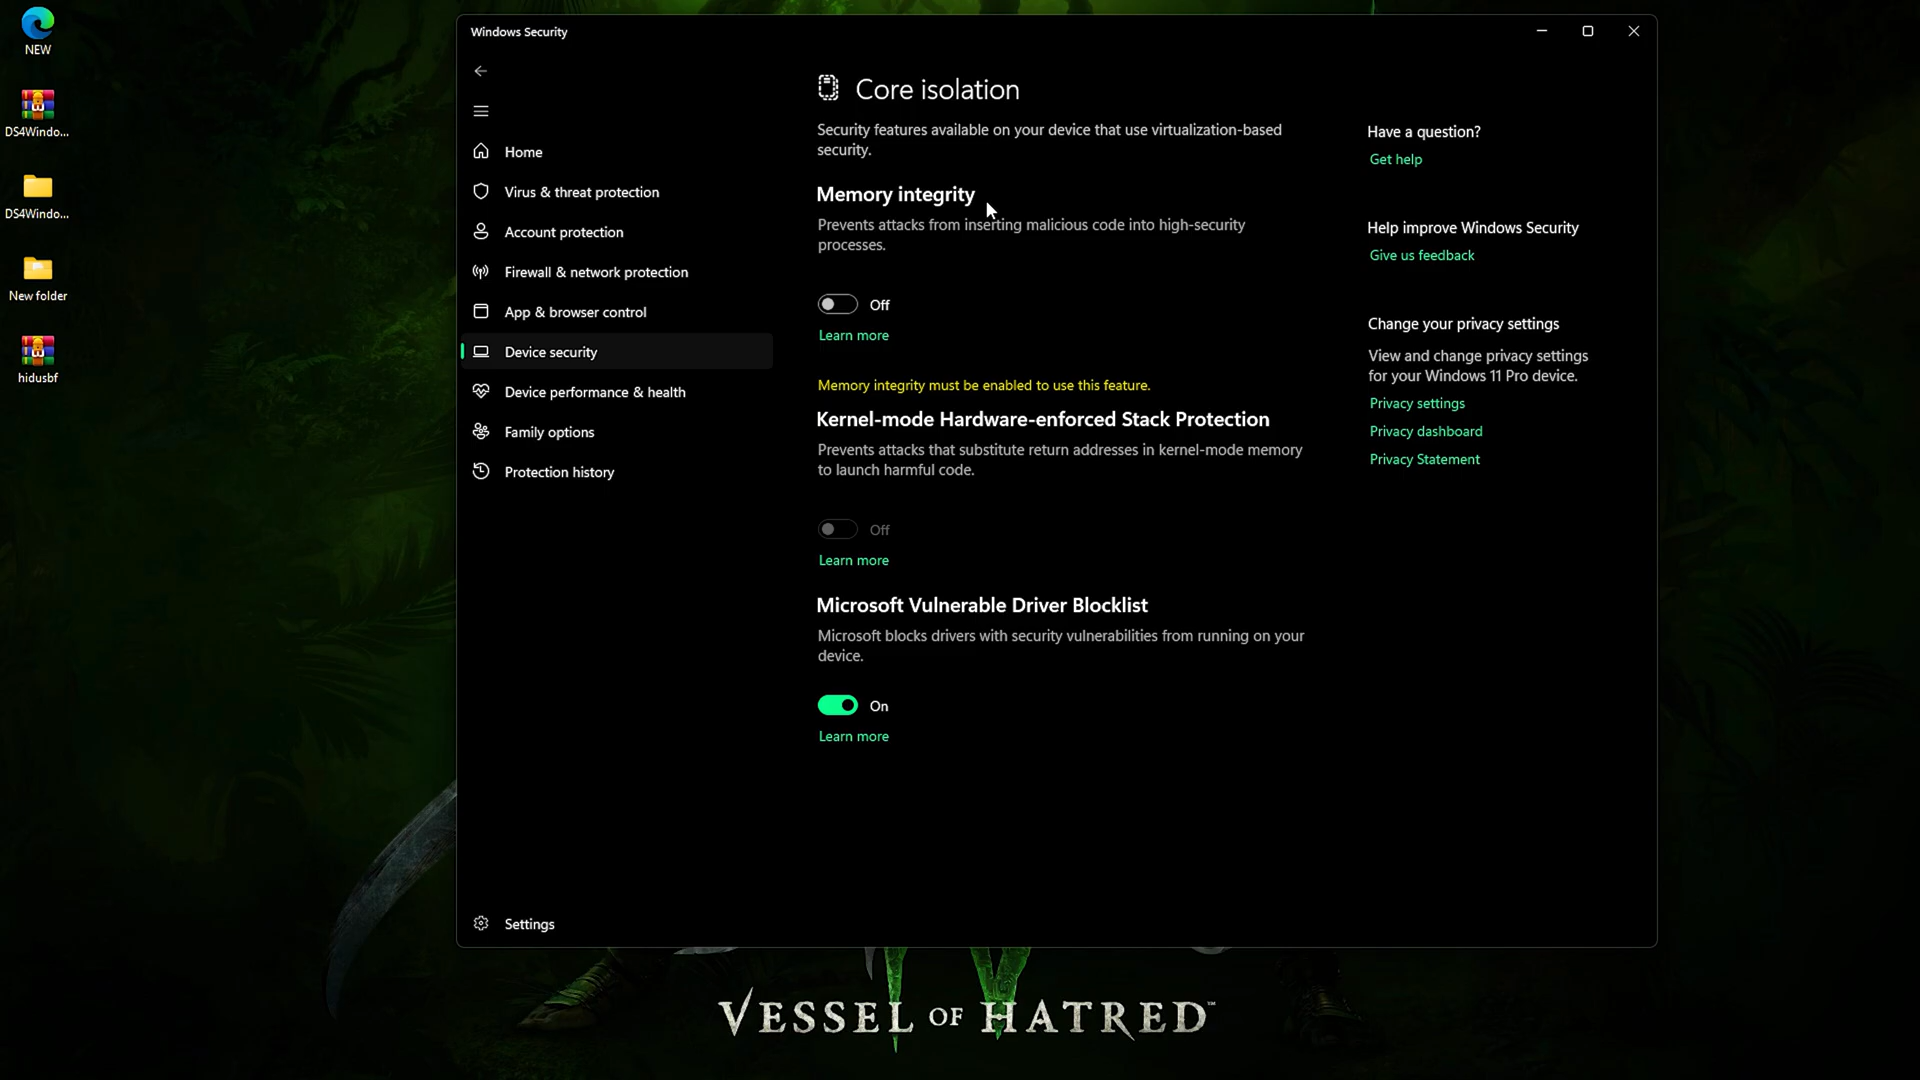 NEW
DS4Windo...
DS4Windo...
New folder
hidusbf
Windows Security
Home
Virus & threat protection
Account protection
Firewall & network protection
App & browser control
Device security
Device performance & health
Family options
Protection history
Settings
Core isolation
Security features available on your device that use virtualization-based
security.
Memory integrity
Prevents attacks from inserting malicious code into high-security
processes.
Off
Learn more
Memory integrity must be enabled to use this feature.
Kernel-mode Hardware-enforced Stack Protection
Prevents attacks that substitute return addresses in kernel-mode memory
to launch harmful code.
Off
Learn more
Microsoft Vulnerable Driver Blocklist
Microsoft blocks drivers with security vulnerabilities from running on your
device.
On
Learn more
Have a question?
Get help
Help improve Windows Security
Give us feedback
Change your privacy settings
View and change privacy settings
for your Windows 11 Pro device.
Privacy settings
Privacy dashboard
Privacy Statement
VESSEL OF HATRED™